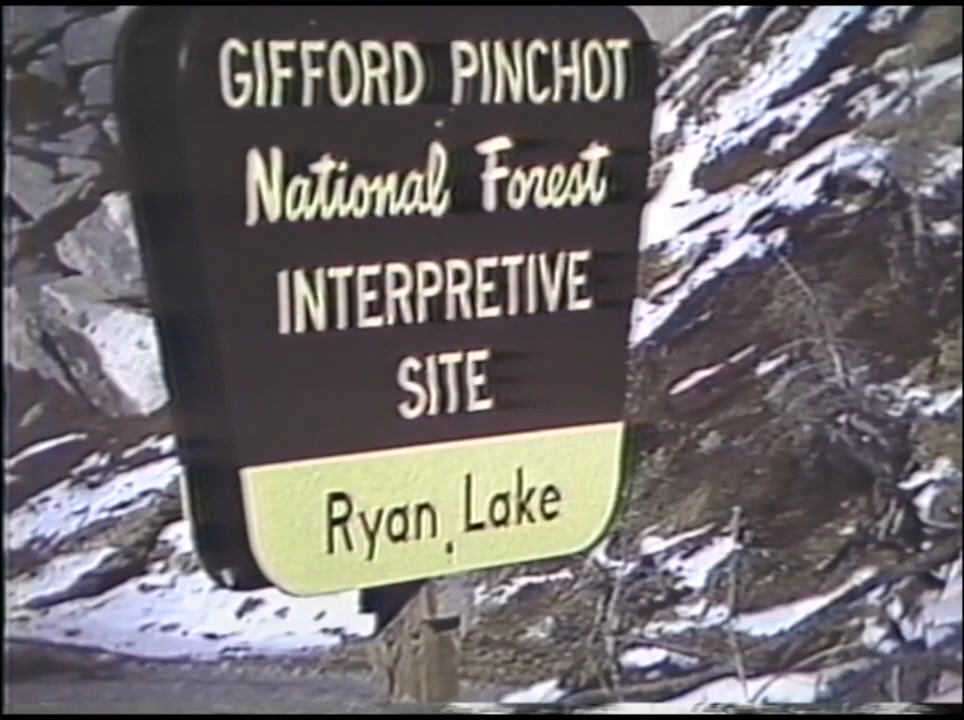 GIFFORD PINCHOT
National Forest
INTERPRETIVE
SITE
Ryan Lake